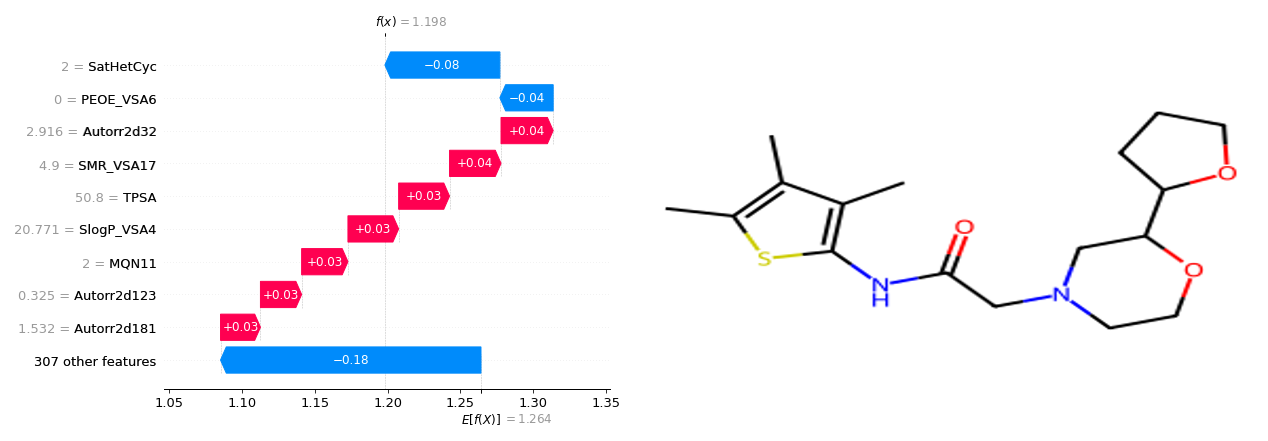 f(x) = 1.198
2 = SatHetCyc
−0.08
0 = PEOE_VSA6
−0.04
2.916 = Autorr2d32
+0.04
4.9 = SMR_VSA17
+0.04
50.8 = TPSA
+0.03
20.771 = SlogP_VSA4
+0.03
2 = MQN11
+0.03
0.325 = Autorr2d123
+0.03
1.532 = Autorr2d181
+0.03
307 other features
−0.18
1.05 1.10 1.15 1.20 1.25 1.30 1.35
E[f(X)] = 1.264
O
O
O
S
N
H
N